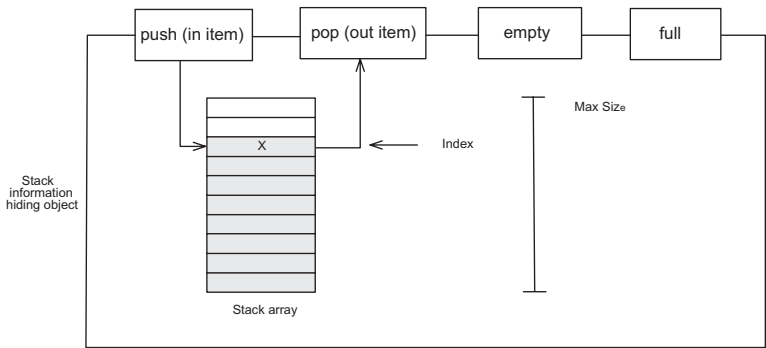 push (in item)
pop (out item)
empty
full
Max Size
X
Index
Stack
information
hiding object
Stack array